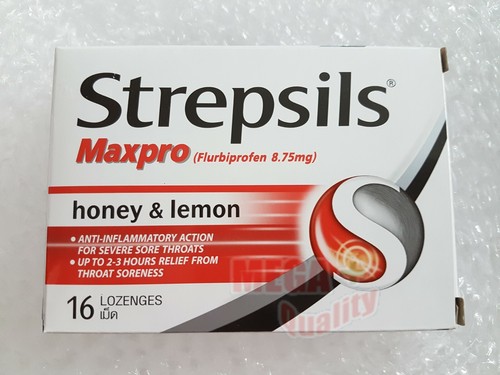 Strepsils®
Maxpro (Flurbiprofen 8.75mg)
honey & lemon
• ANTI-INFLAMMATORY ACTION
FOR SEVERE SORE THROATS
• UP TO 2-3 HOURS RELIEF FROM
THROAT SORENESS
16 LOZENGES
เม็ด
MEGA
Quality